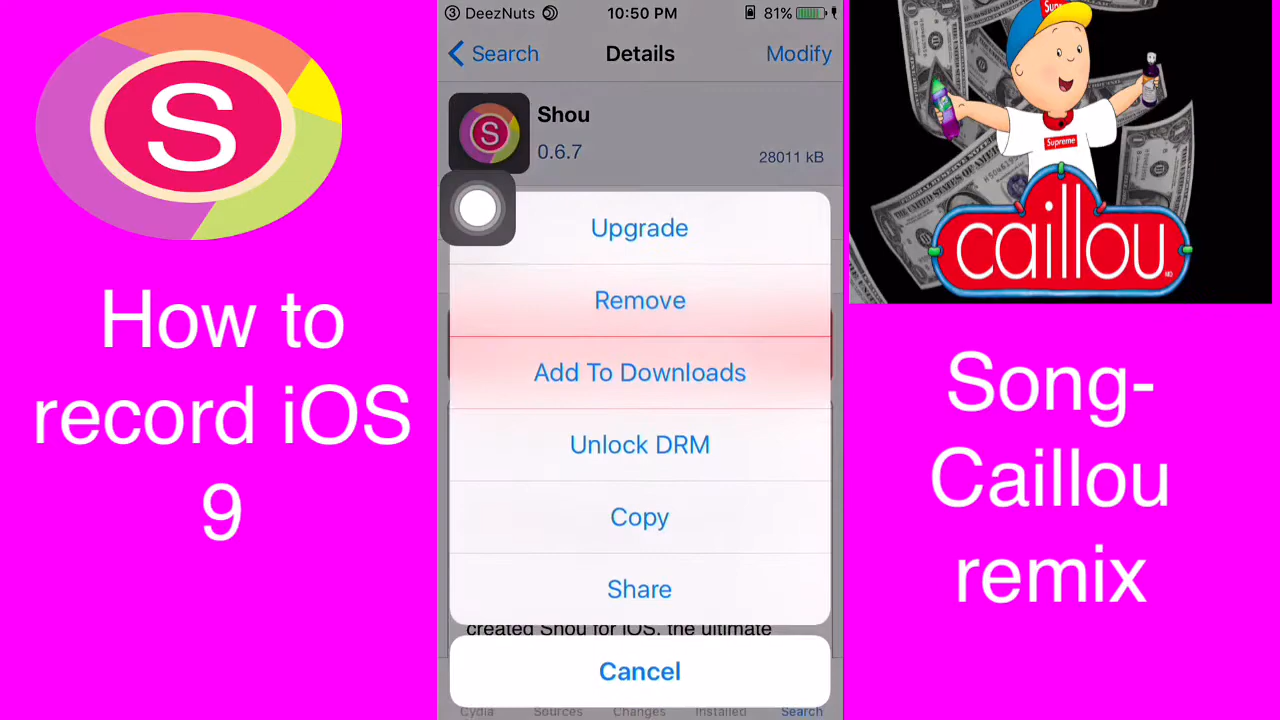 S
How to
record iOS
9
③ DeezNuts
10:50 PM
81%
Search
Details
Modify
S
Shou
0.6.7
28011 kB
Upgrade
Remove
Add To Downloads
Unlock DRM
Copy
Share
created Shou for iOS, the ultimate
Cancel
Cydia
Sources
Changes
Installed
Search
Supreme
caillou
Song-
Caillou
remix